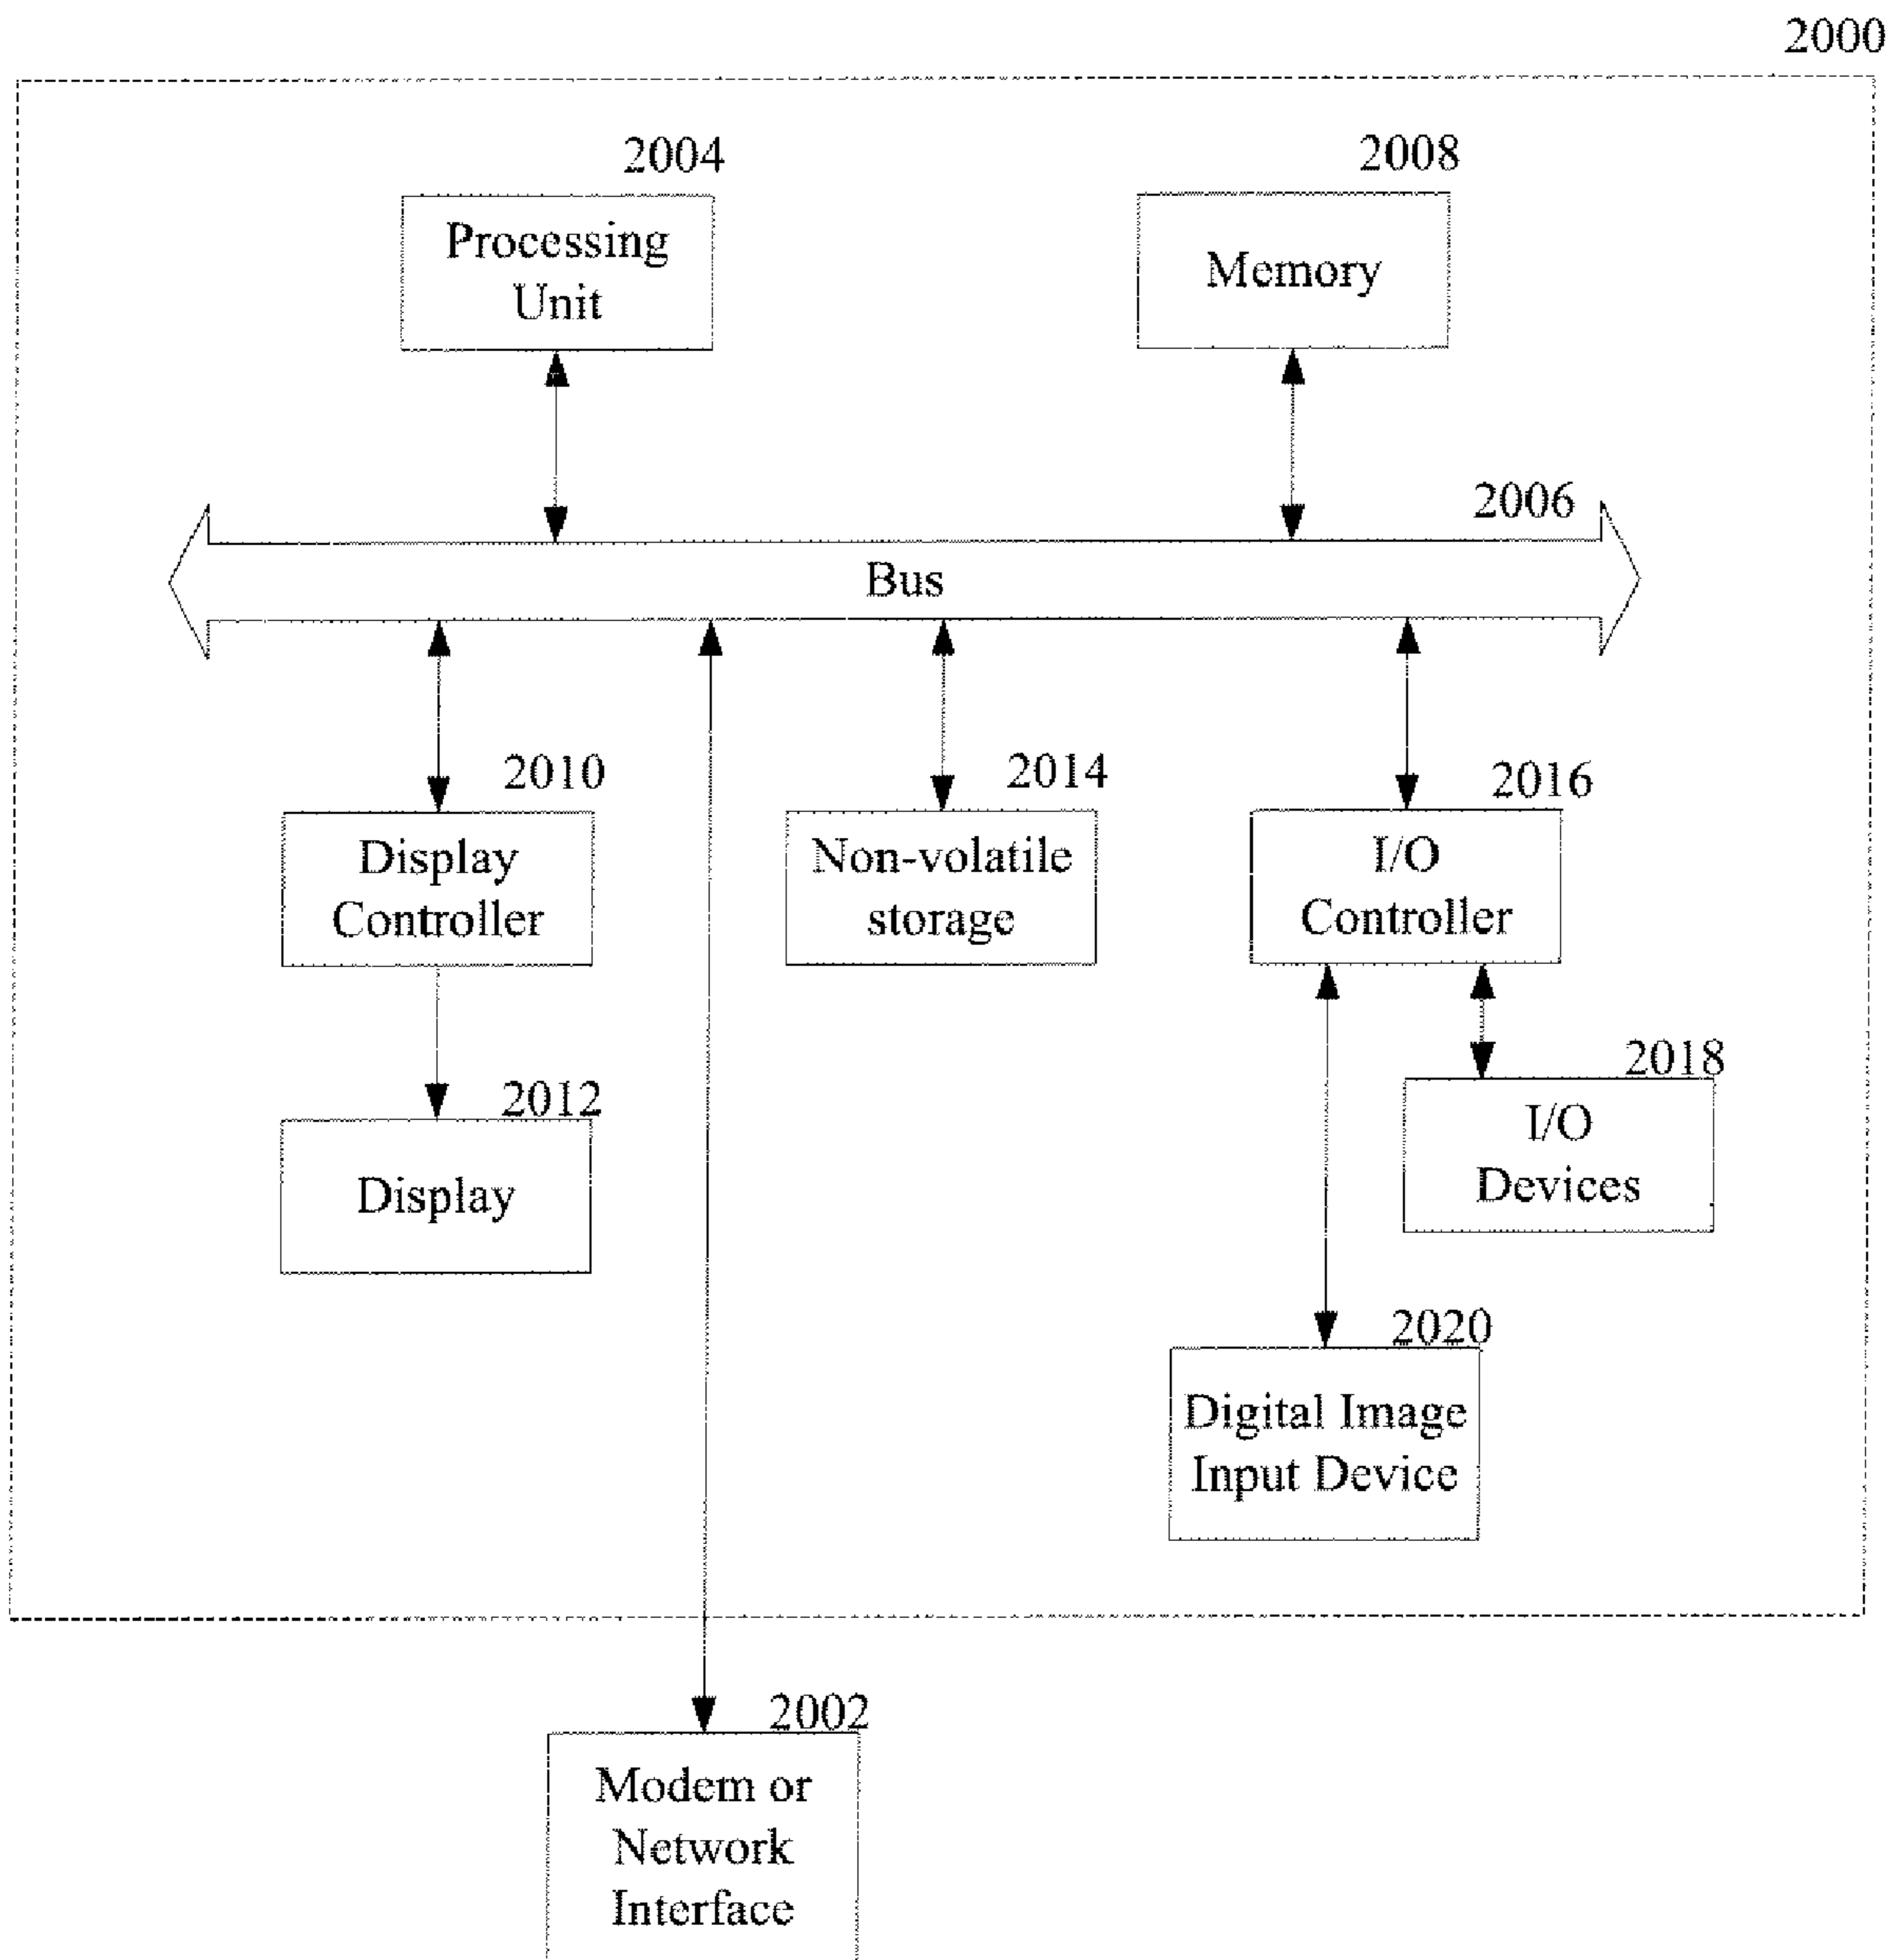 2000
2004
Processing
Unit
2008
Memory
2006
Bus
2010
Display
Controller
2014
Non-volatile
storage
2016
I/O
Controller
2012
Display
2018
I/O
Devices
2020
Digital Image
Input Device
2002
Modem or
Network
Interface